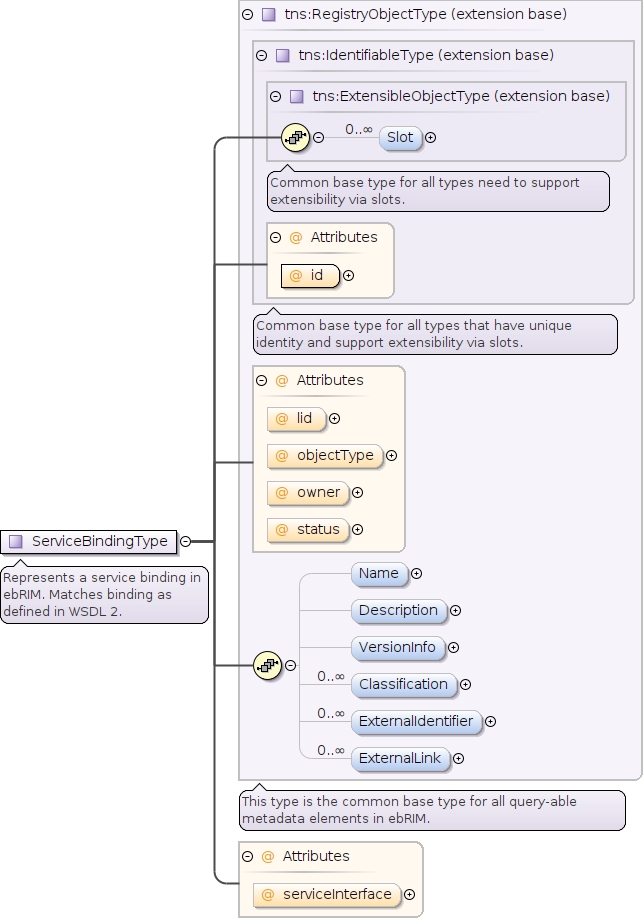 tns:RegistryObjectType (extension base)
tns:IdentifiableType (extension base)
tns:ExtensibleObjectType (extension base)
0..∞
Slot
Common base type for all types need to support
extensibility via slots.
@ Attributes
@ id
Common base type for all types that have unique
identity and support extensibility via slots.
@ Attributes
@ lid
@ objectType
@ owner
@ status
ServiceBindingType
Represents a service binding in
ebRIM. Matches binding as
defined in WSDL 2.
Name
Description
VersionInfo
0..∞
Classification
0..∞
ExternalIdentifier
0..∞
ExternalLink
This type is the common base type for all query-able
metadata elements in ebRIM.
@ Attributes
@ serviceInterface